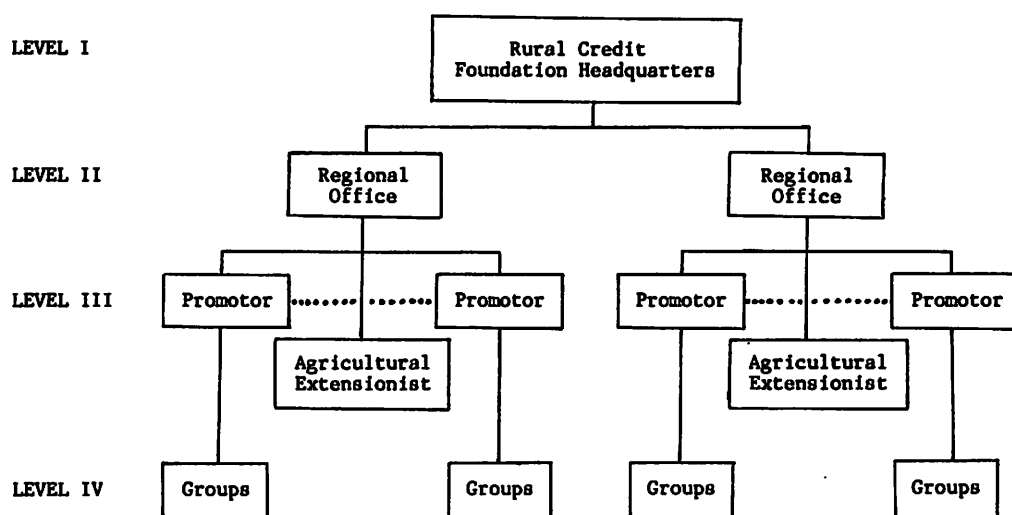 LEVEL I
Rural Credit
Foundation Headquarters
LEVEL II
Regional
Office
Regional
Office
LEVEL III
Promotor
Promotor
Promotor
Promotor
Agricultural
Extensionist
Agricultural
Extensionist
LEVEL IV
Groups
Groups
Groups
Groups